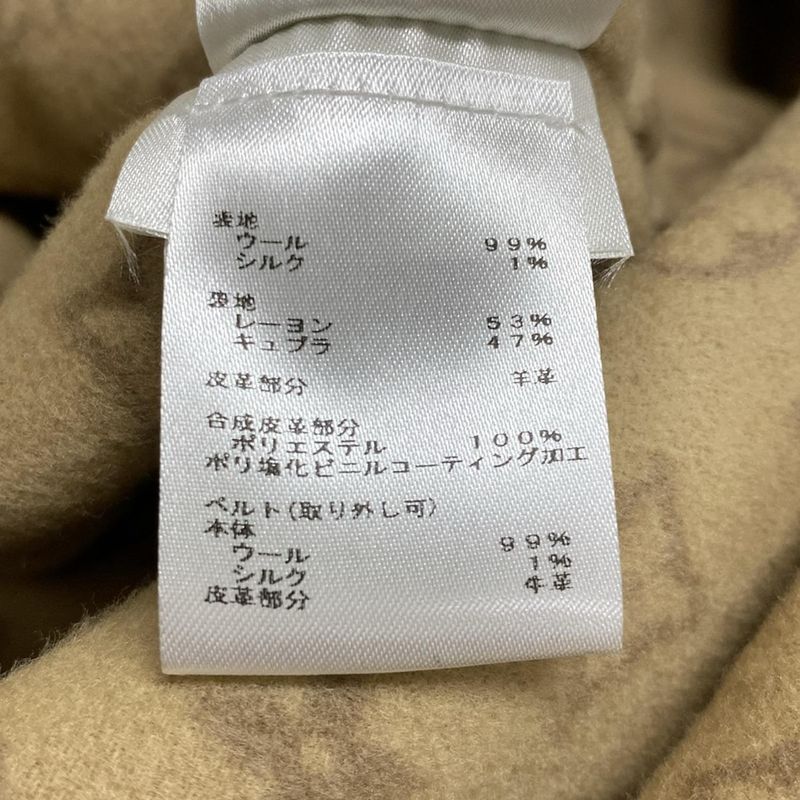 表地
ウール 99%
シルク 1%
裏地
レーヨン 53%
キュプラ 47%
皮革部分 羊革
合成皮革部分
ポリエステル 100%
ポリ塩化ビニルコーティング加工
ベルト(取り外し可)
本体
ウール 99%
シルク 1%
皮革部分 牛革